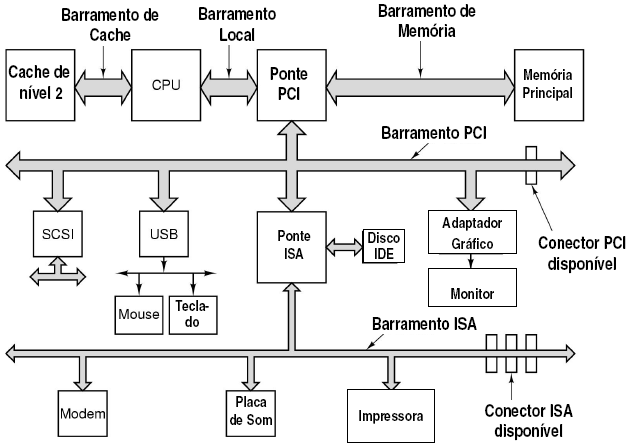 Barramento de
Cache
Barramento
Local
Barramento de
Memória
Cache de
nível 2
CPU
Ponte
PCI
Memória
Principal
Barramento PCI
SCSI
USB
Ponte
ISA
Disco
IDE
Adaptador
Gráfico
Conector PCI
disponível
Mouse
Tecla-
do
Monitor
Barramento ISA
Modem
Placa
de Som
Impressora
Conector ISA
disponível